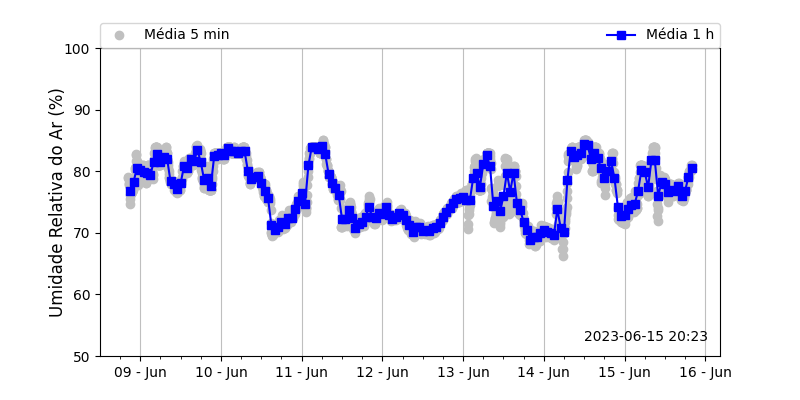 Média 5 min
Média 1 h
100
90
80
70
60
50
Umidade Relativa do Ar (%)
2023-06-15 20:23
09 - Jun
10 - Jun
11 - Jun
12 - Jun
13 - Jun
14 - Jun
15 - Jun
16 - Jun